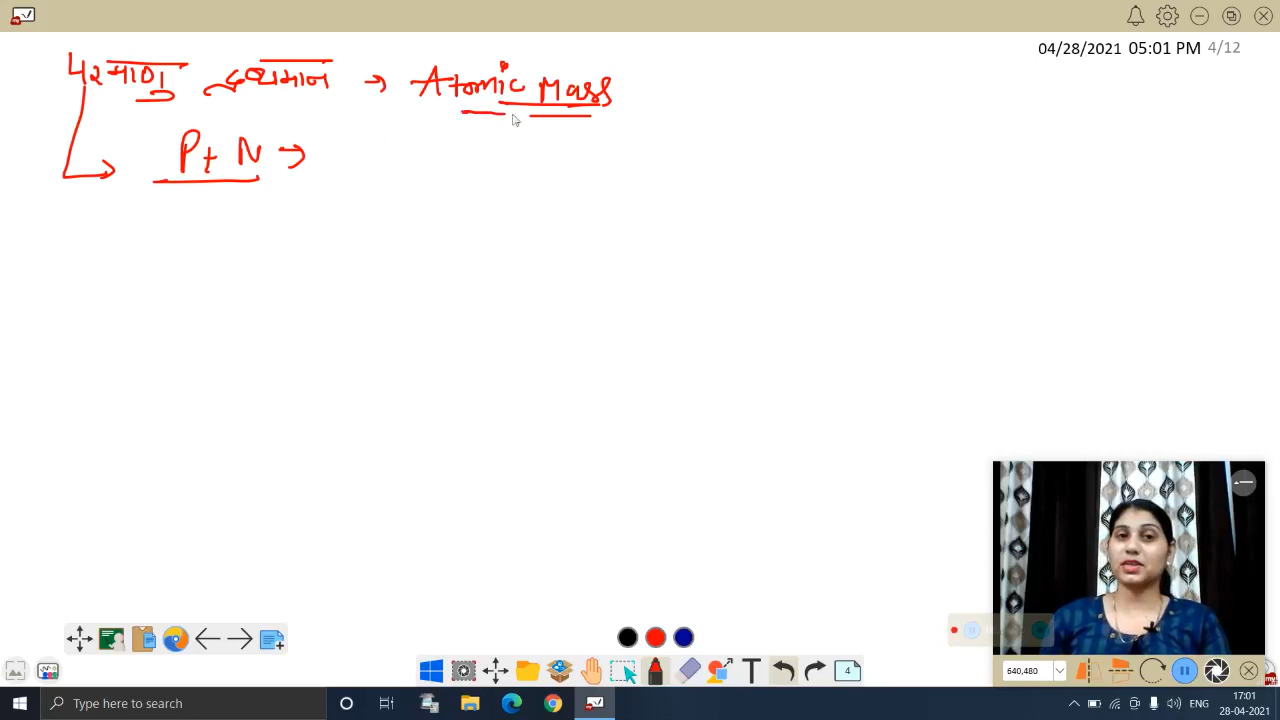 04/28/2021 05:01 PM 4/12
परमाणु द्रव्यमान → Atomic Mass
P + N →
640,480
4
Type here to search
ENG
17:01
28-04-2021